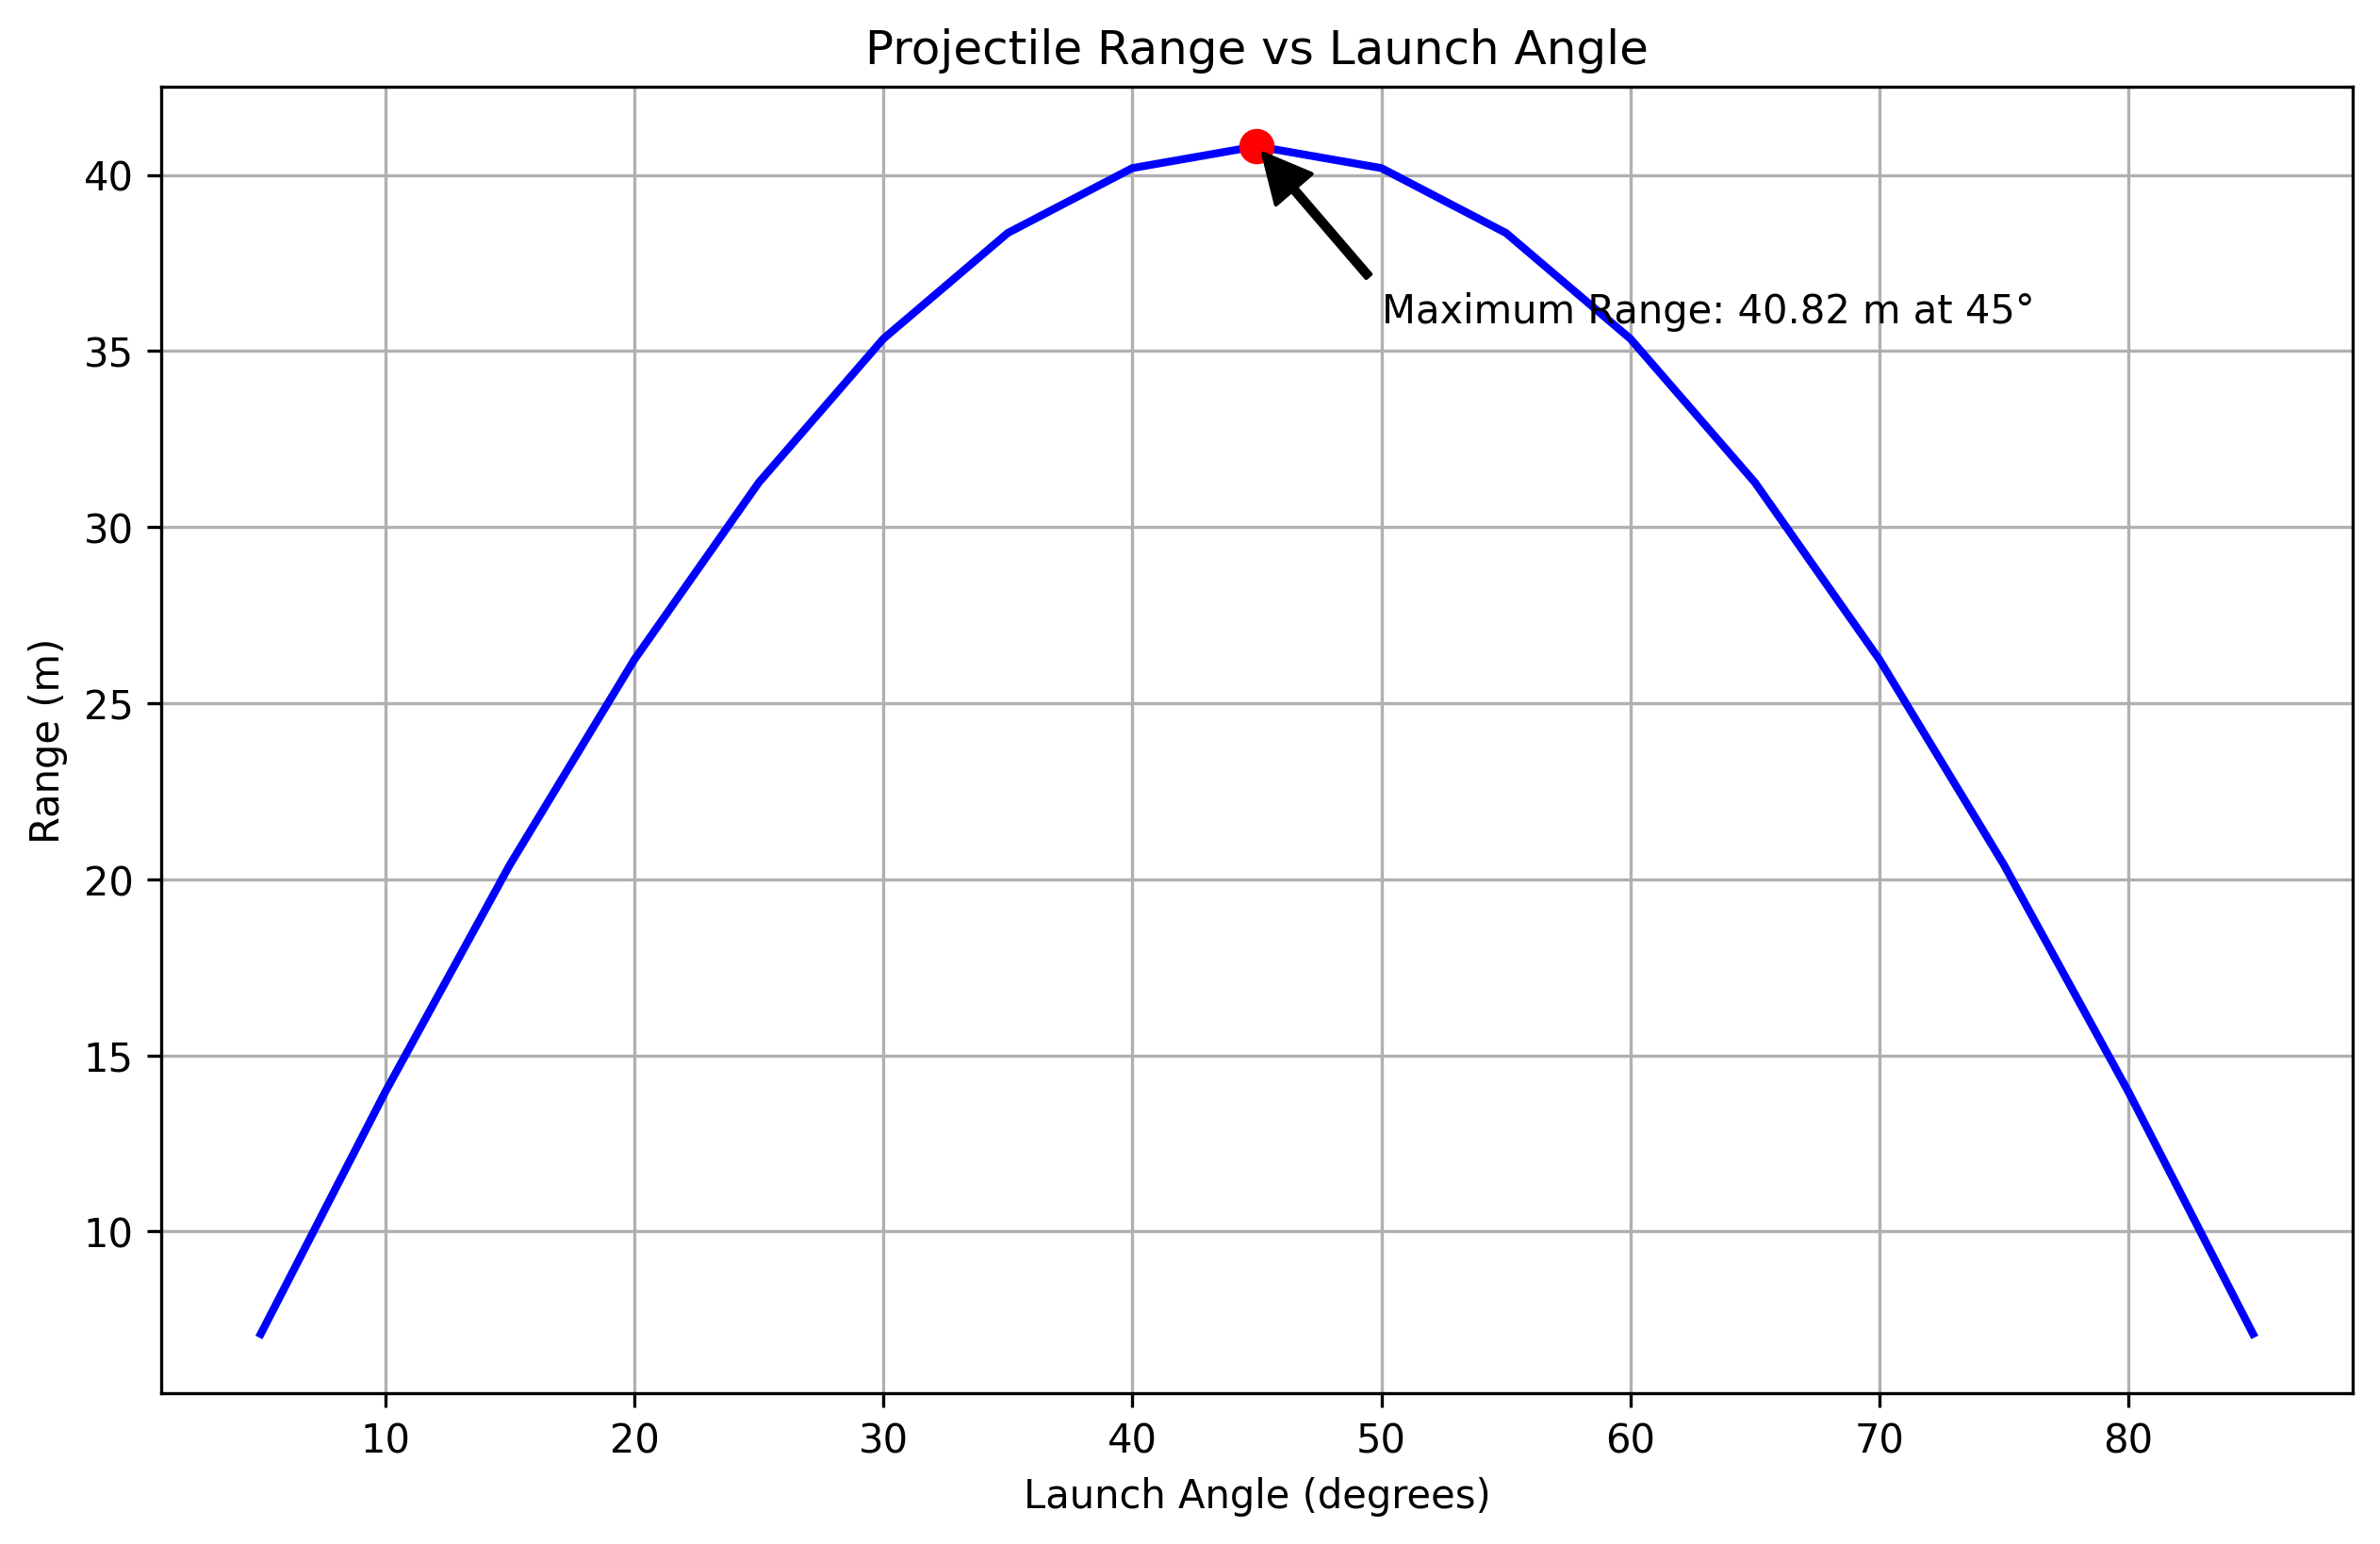 Projectile Range vs Launch Angle
40
35
30
25
20
15
10
Range (m)
Maximum Range: 40.82 m at 45°
10 20 30 40 50 60 70 80
Launch Angle (degrees)